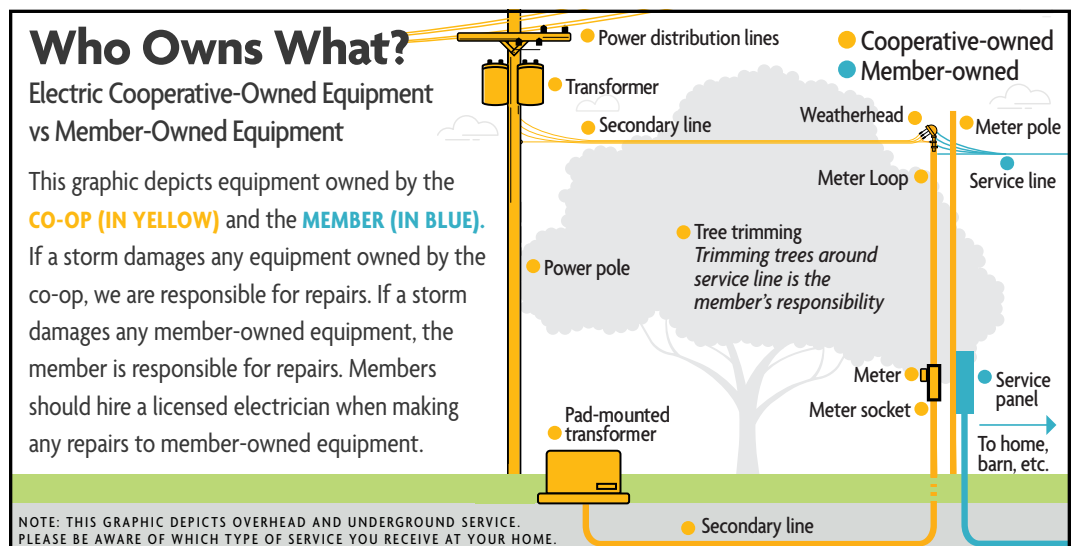 Who Owns What?
Electric Cooperative-Owned Equipment
vs Member-Owned Equipment
This graphic depicts equipment owned by the
CO-OP (IN YELLOW) and the MEMBER (IN BLUE).
If a storm damages any equipment owned by the
co-op, we are responsible for repairs. If a storm
damages any member-owned equipment, the
member is responsible for repairs. Members
should hire a licensed electrician when making
any repairs to member-owned equipment.
NOTE: THIS GRAPHIC DEPICTS OVERHEAD AND UNDERGROUND SERVICE.
PLEASE BE AWARE OF WHICH TYPE OF SERVICE YOU RECEIVE AT YOUR HOME.
Power distribution lines
Cooperative-owned
Member-owned
Transformer
Secondary line
Weatherhead
Meter pole
Meter Loop
Service line
Tree trimming
Trimming trees around
service line is the
member's responsibility
Power pole
Meter
Meter socket
Service
panel
Pad-mounted
transformer
To home,
barn, etc.
Secondary line